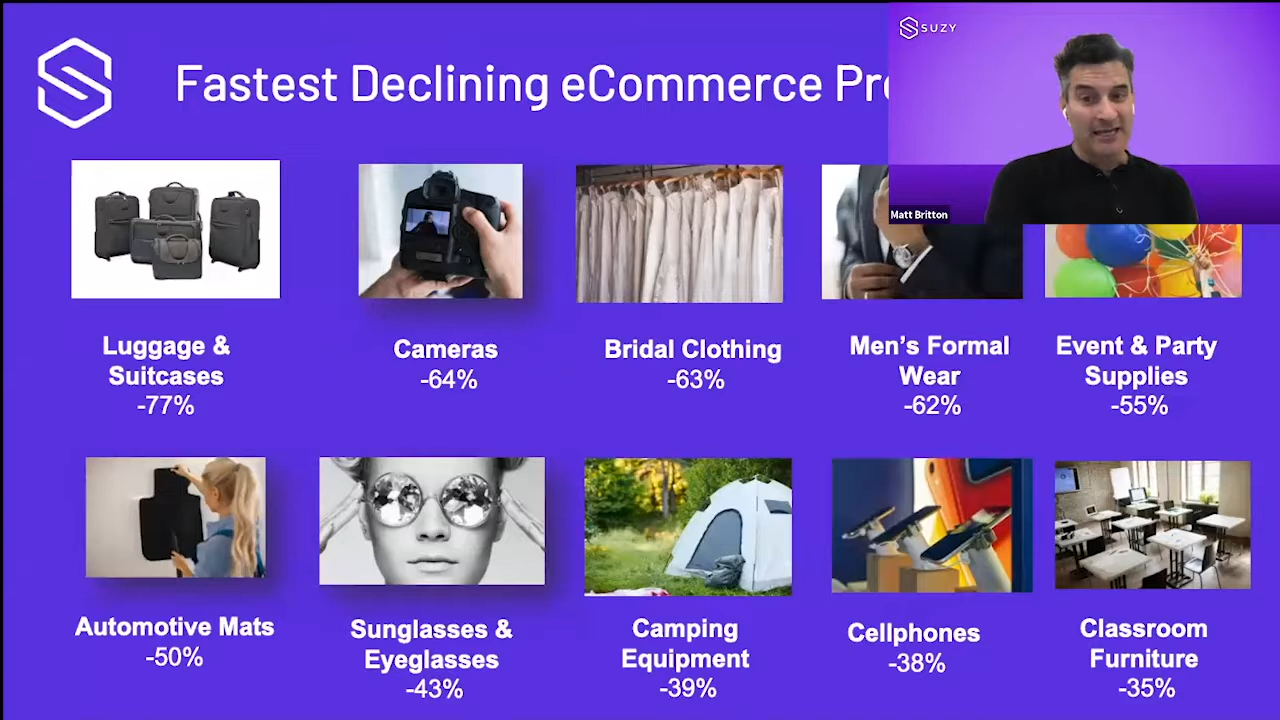 SUZY
Fastest Declining eCommerce
Matt Britton
Luggage &
Suitcases
-77%
Cameras
-64%
Bridal Clothing
-63%
Men's Formal
Wear
-62%
Event & Party
Supplies
-55%
Automotive Mats
-50%
Sunglasses &
Eyeglasses
-43%
Camping
Equipment
-39%
Cellphones
-38%
Classroom
Furniture
-35%